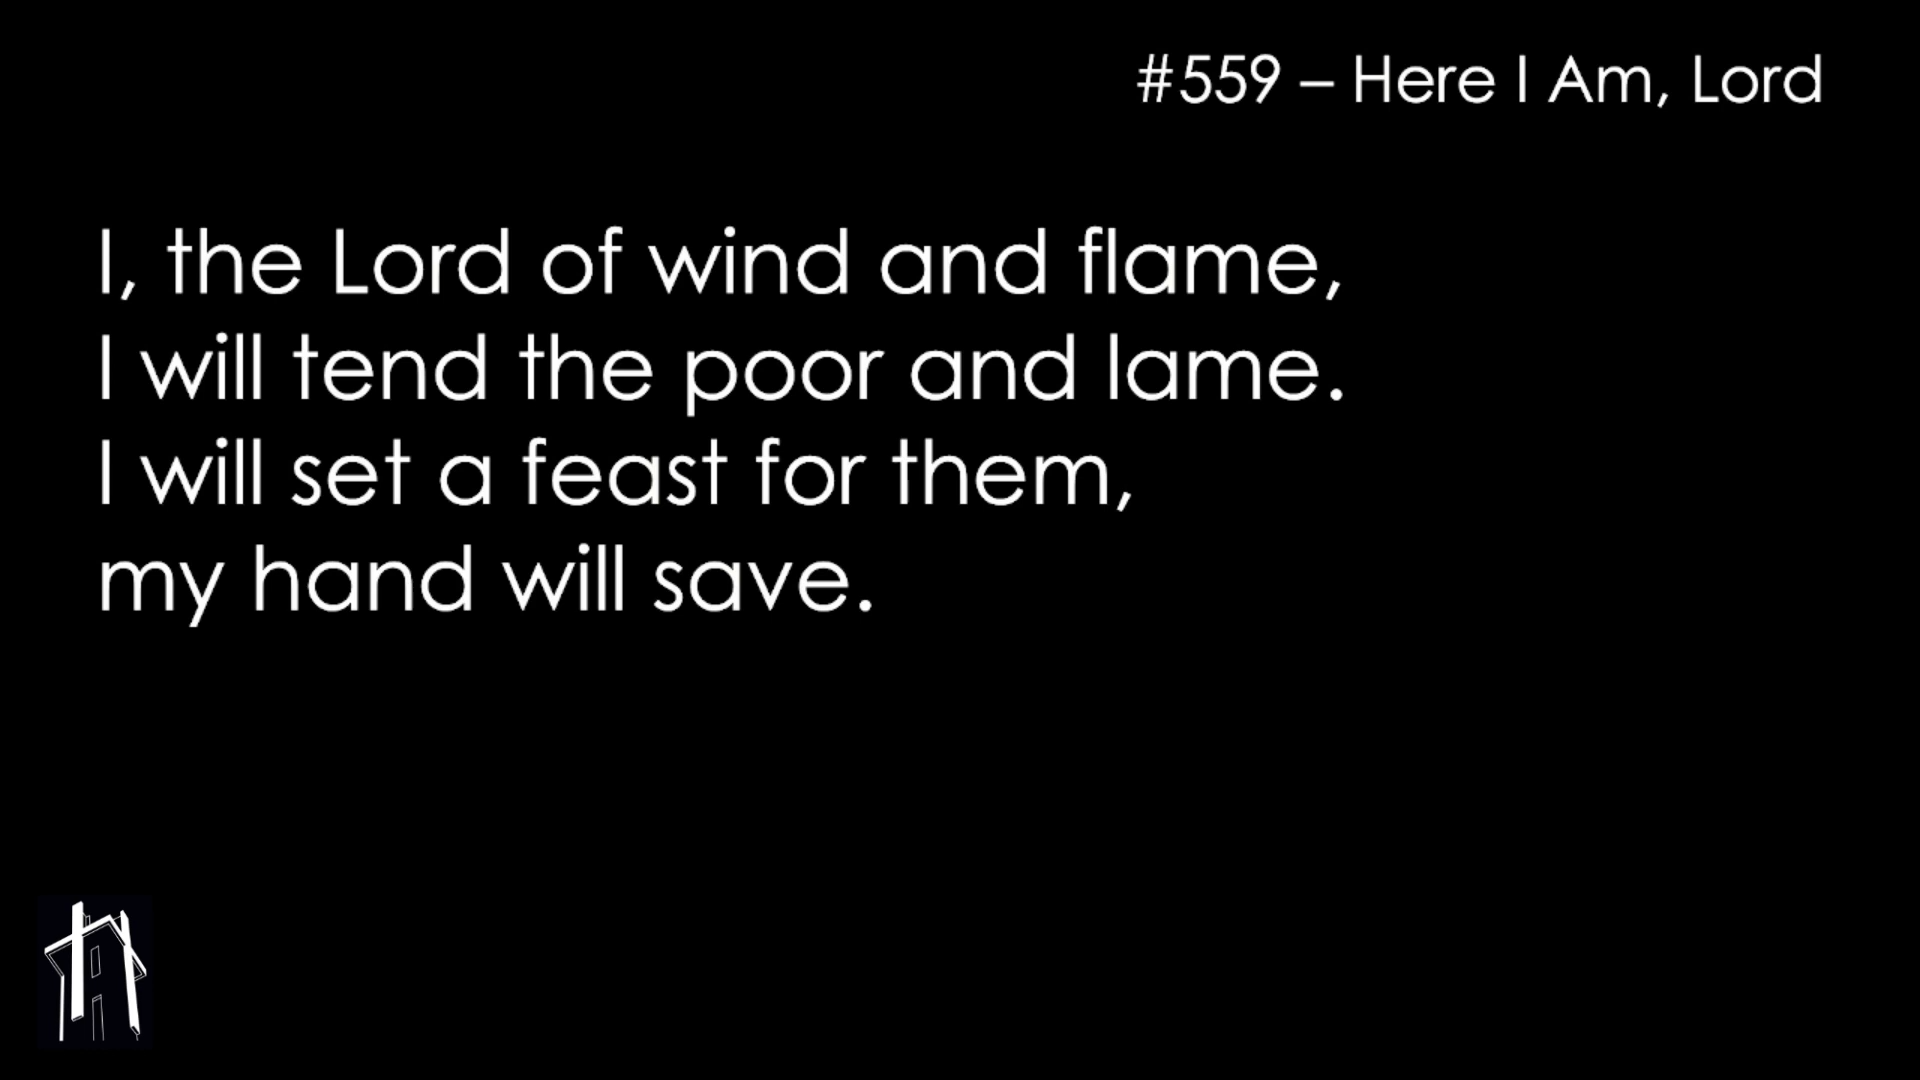 #559 – Here I Am, Lord
I, the Lord of wind and flame,
I will tend the poor and lame.
I will set a feast for them,
my hand will save.